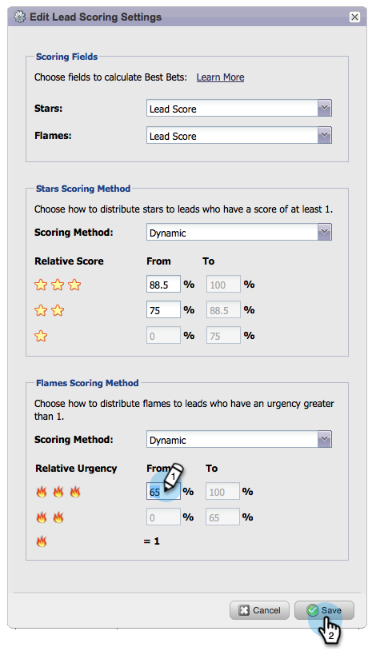 Edit Lead Scoring Settings
Scoring Fields
Choose fields to calculate Best Bets: Learn More
Stars: Lead Score
Flames: Lead Score
Stars Scoring Method
Choose how to distribute stars to leads who have a score of at least 1.
Scoring Method: Dynamic
Relative Score From To
88.5 % 100 %
75 % 88.5 %
0 % 75 %
Flames Scoring Method
Choose how to distribute flames to leads who have an urgency greater
than 1.
Scoring Method: Dynamic
Relative Urgency From To
1
65 % 100 %
0 % 65 %
= 1
Cancel Save
2